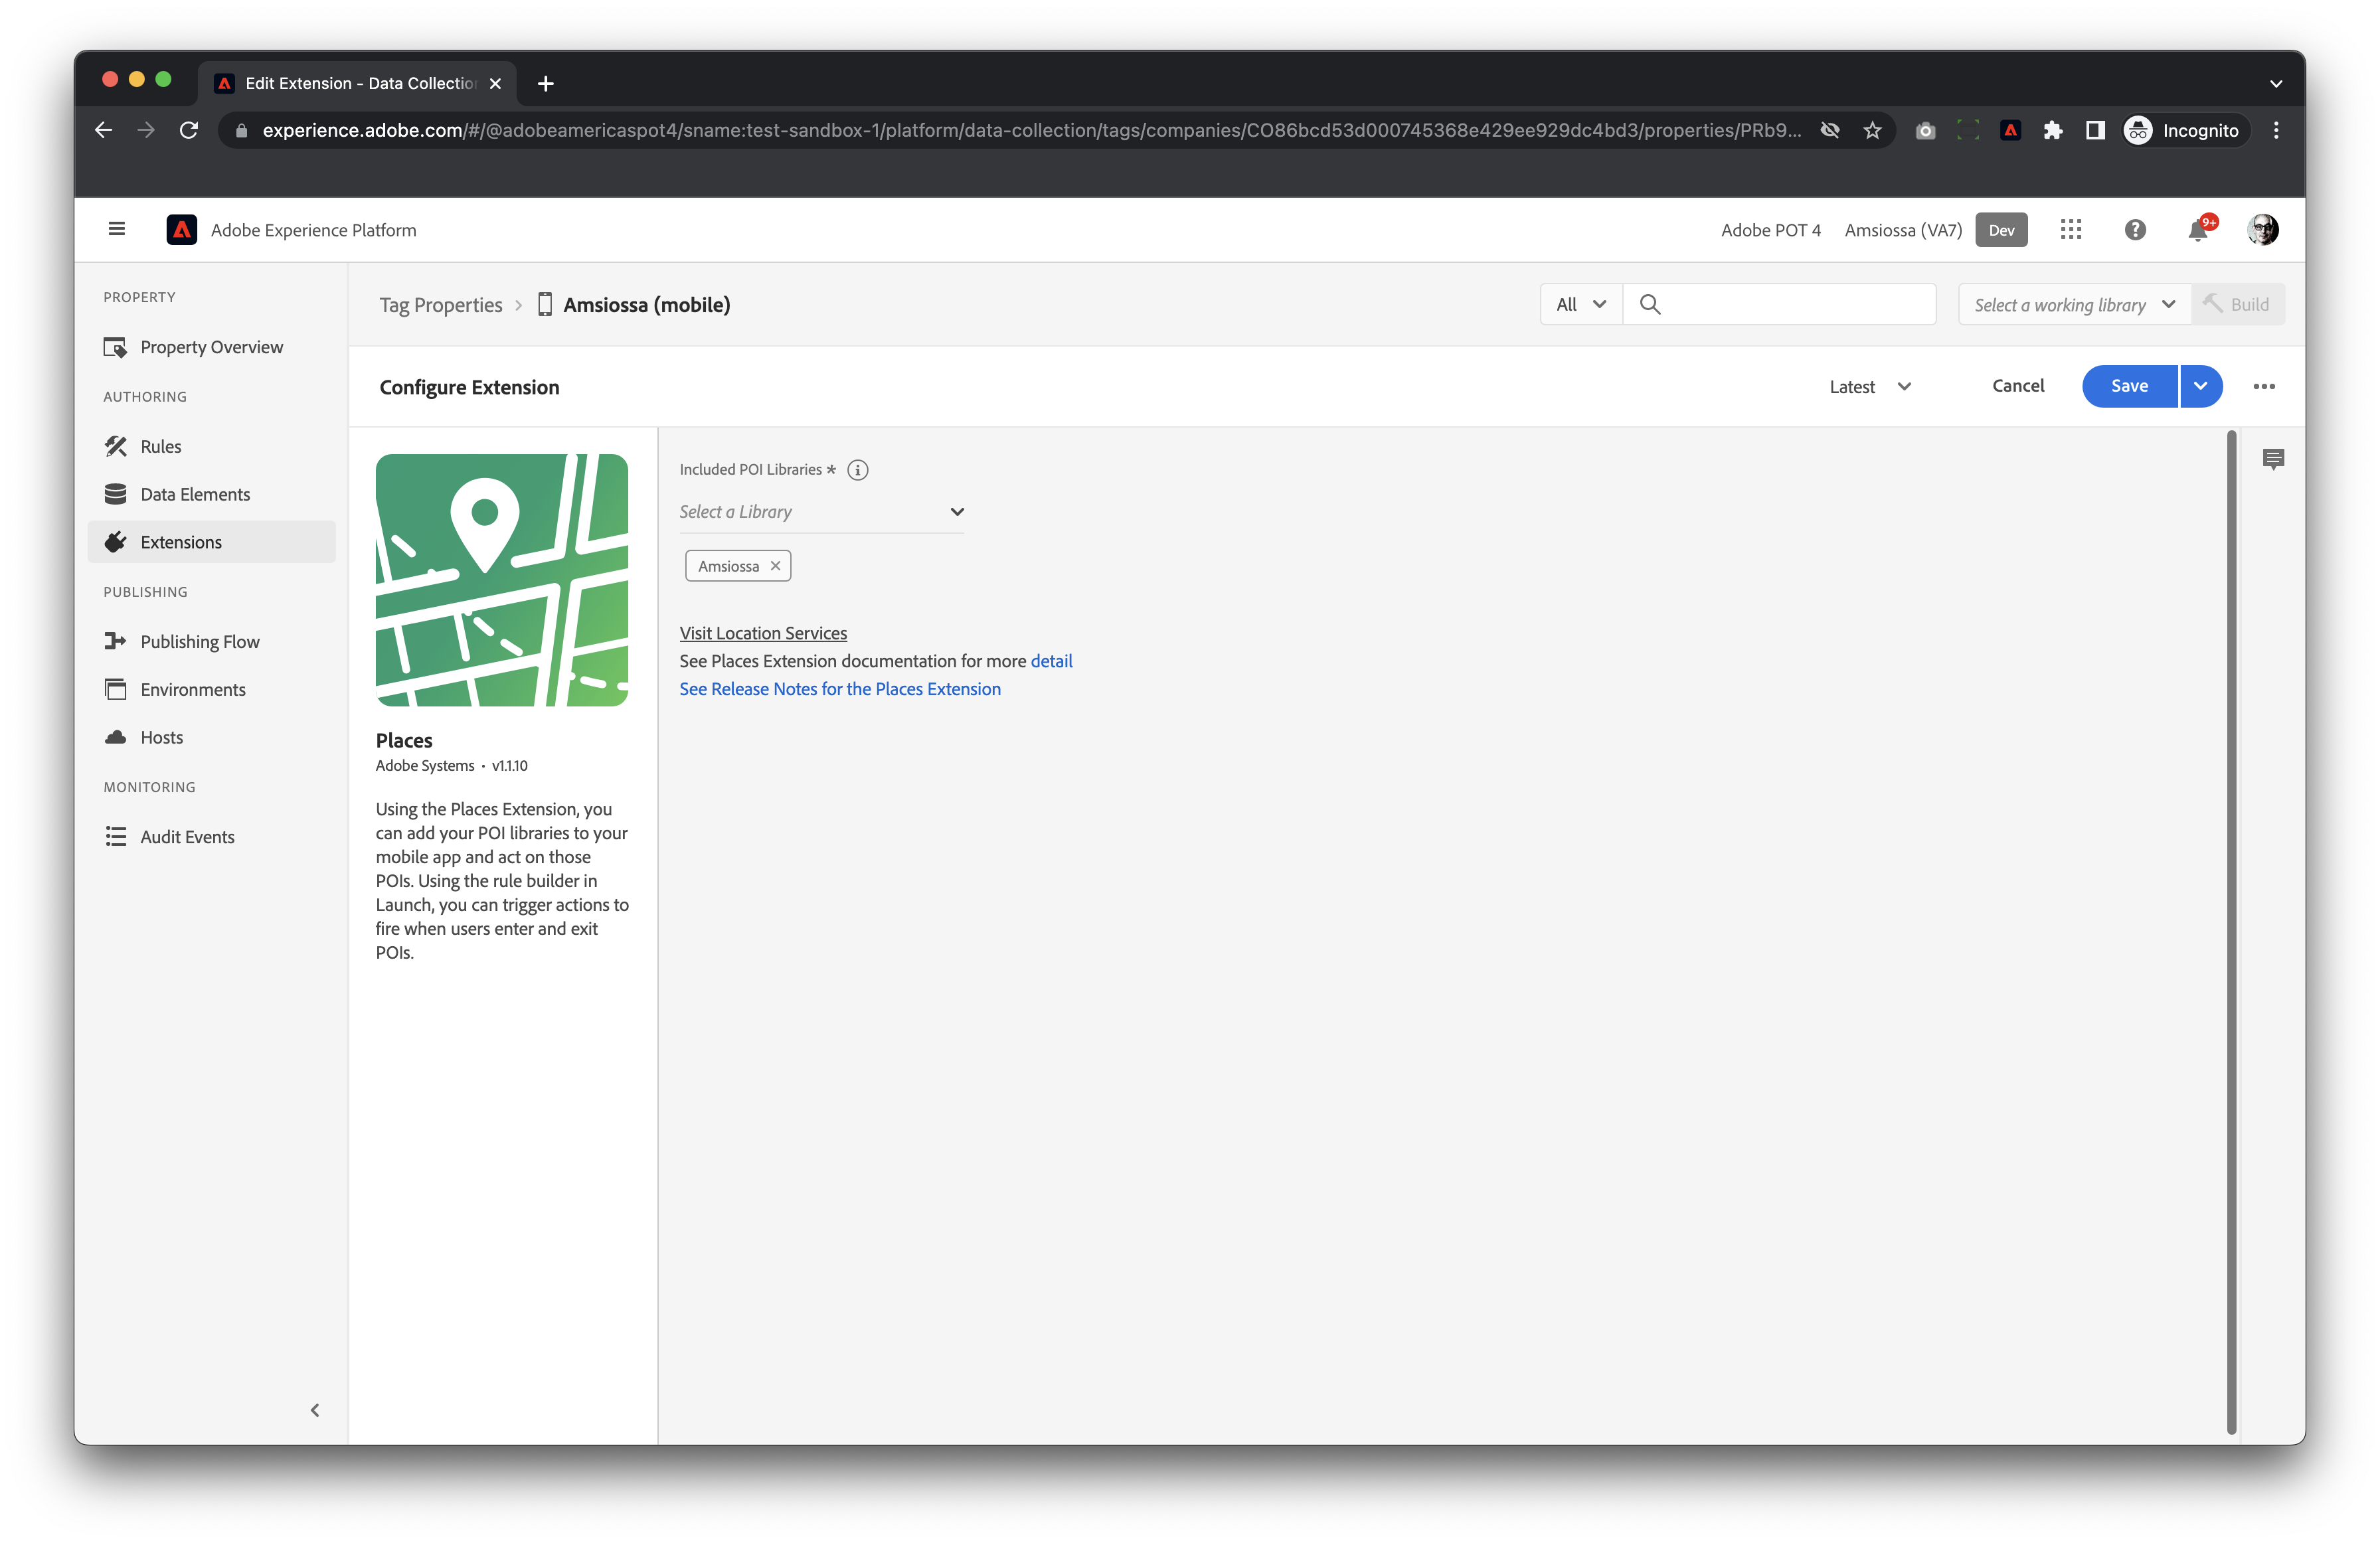 Edit Extension - Data Collectio
experience.adobe.com/#/@adobeamericaspot4/sname:test-sandbox-1/platform/data-collection/tags/companies/CO86bcd53d000745368e429ee929dc4bd3/properties/PRb9...
Incognito
Adobe Experience Platform
Adobe POT 4
Amsiossa (VA7)
Dev
9+
PROPERTY
Property Overview
AUTHORING
Rules
Data Elements
Extensions
PUBLISHING
Publishing Flow
Environments
Hosts
MONITORING
Audit Events
Tag Properties
Amsiossa (mobile)
All
Select a working library
Build
Configure Extension
Latest
Cancel
Save
Places
Adobe Systems • v1.1.10
Using the Places Extension, you
can add your POI libraries to your
mobile app and act on those
POIs. Using the rule builder in
Launch, you can trigger actions to
fire when users enter and exit
POIs.
Included POI Libraries *
Select a Library
Amsiossa
Visit Location Services
See Places Extension documentation for more detail
See Release Notes for the Places Extension